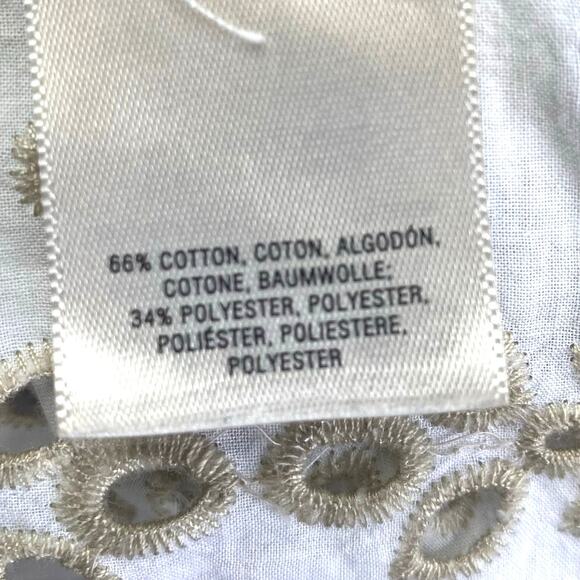 66% COTTON, COTON, ALGODÓN,
COTONE, BAUMWOLLE;
34% POLYESTER, POLYESTER,
POLIÉSTER, POLIESTERE,
POLYESTER